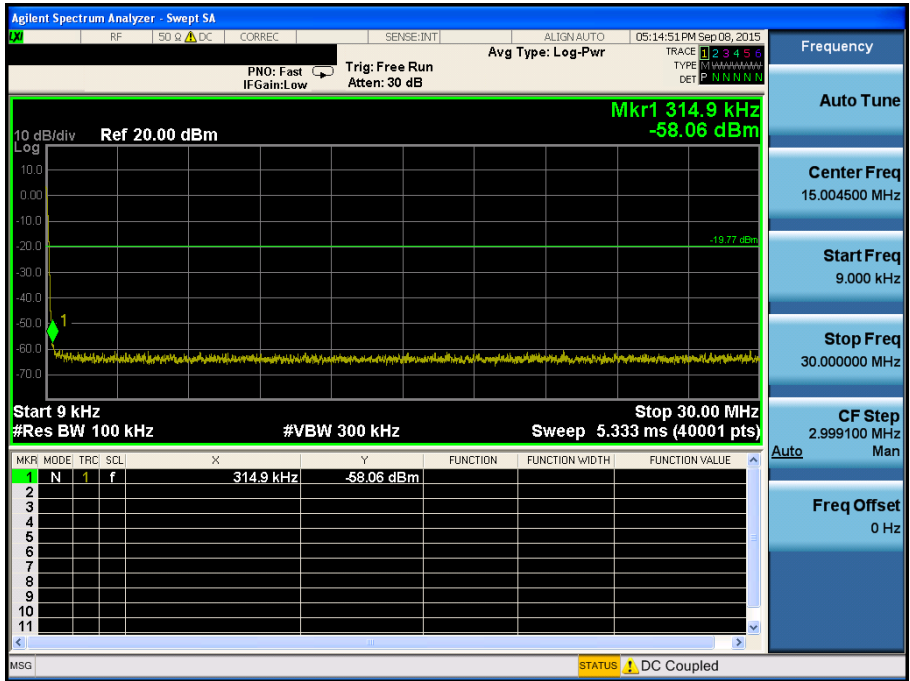 Agilent Spectrum Analyzer - Swept SA
LXI RF 50 Ω DC CORREC SENSE:INT ALIGN AUTO 05:14:51 PM Sep 08, 2015
PNO: Fast
IFGain:Low
Trig: Free Run
Atten: 30 dB
Avg Type: Log-Pwr
TRACE 1 2 3 4 5 6
TYPE M WWWWW
DET P N N N N N
Mkr1 314.9 kHz
-58.06 dBm
10 dB/div Ref 20.00 dBm
Log
10.0
0.00
-10.0
-20.0
-19.77 dBm
-30.0
-40.0
-50.0
1
-60.0
-70.0
Start 9 kHz Stop 30.00 MHz
#Res BW 100 kHz #VBW 300 kHz Sweep 5.333 ms (40001 pts)
MKR MODE TRC SCL X Y FUNCTION FUNCTION WIDTH FUNCTION VALUE
1 N 1 f 314.9 kHz -58.06 dBm
2
3
4
5
6
7
8
9
10
11
MSG STATUS DC Coupled
Frequency
Auto Tune
Center Freq
15.004500 MHz
Start Freq
9.000 kHz
Stop Freq
30.000000 MHz
CF Step
2.999100 MHz
Auto Man
Freq Offset
0 Hz